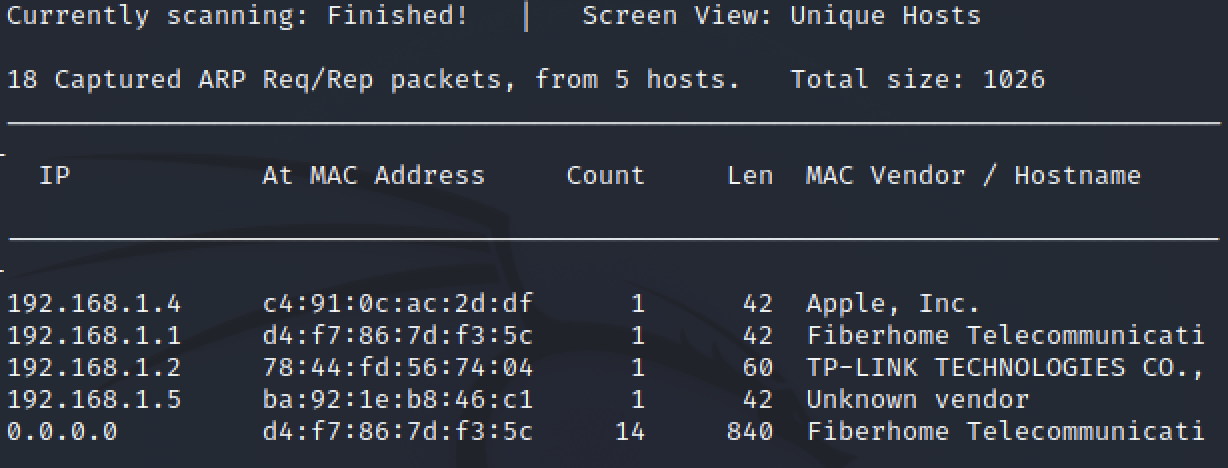 Currently scanning: Finished!   |   Screen View: Unique Hosts
18 Captured ARP Req/Rep packets, from 5 hosts.   Total size: 1026
IP            At MAC Address     Count     Len  MAC Vendor / Hostname
192.168.1.4     c4:91:0c:ac:2d:df      1      42  Apple, Inc.
192.168.1.1     d4:f7:86:7d:f3:5c      1      42  Fiberhome Telecommunicati
192.168.1.2     78:44:fd:56:74:04      1      60  TP-LINK TECHNOLOGIES CO.,
192.168.1.5     ba:92:1e:b8:46:c1      1      42  Unknown vendor
0.0.0.0         d4:f7:86:7d:f3:5c     14     840  Fiberhome Telecommunicati